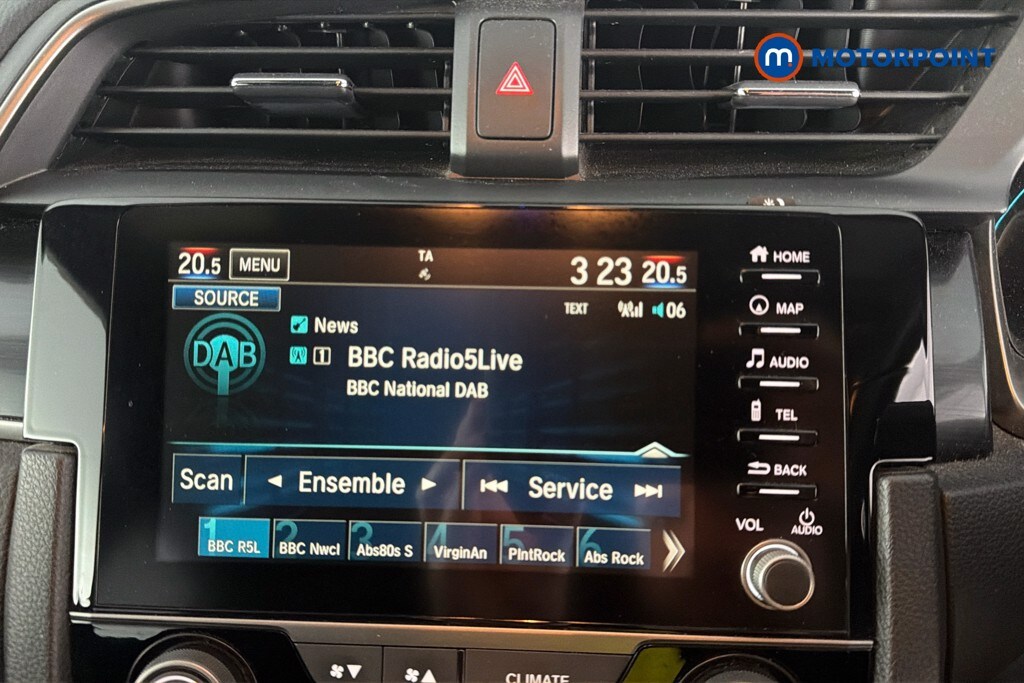 m MOTORPOINT
20.5 MENU TA 3 23 20.5
SOURCE TEXT 06
News
DAB 1 BBC Radio5Live
BBC National DAB
Scan Ensemble Service
1 BBC R5L 2 BBC Nwcl 3 Abs80s S 4 VirginAn 5 PlntRock 6 Abs Rock
HOME
MAP
AUDIO
TEL
BACK
VOL AUDIO
CLIMATE